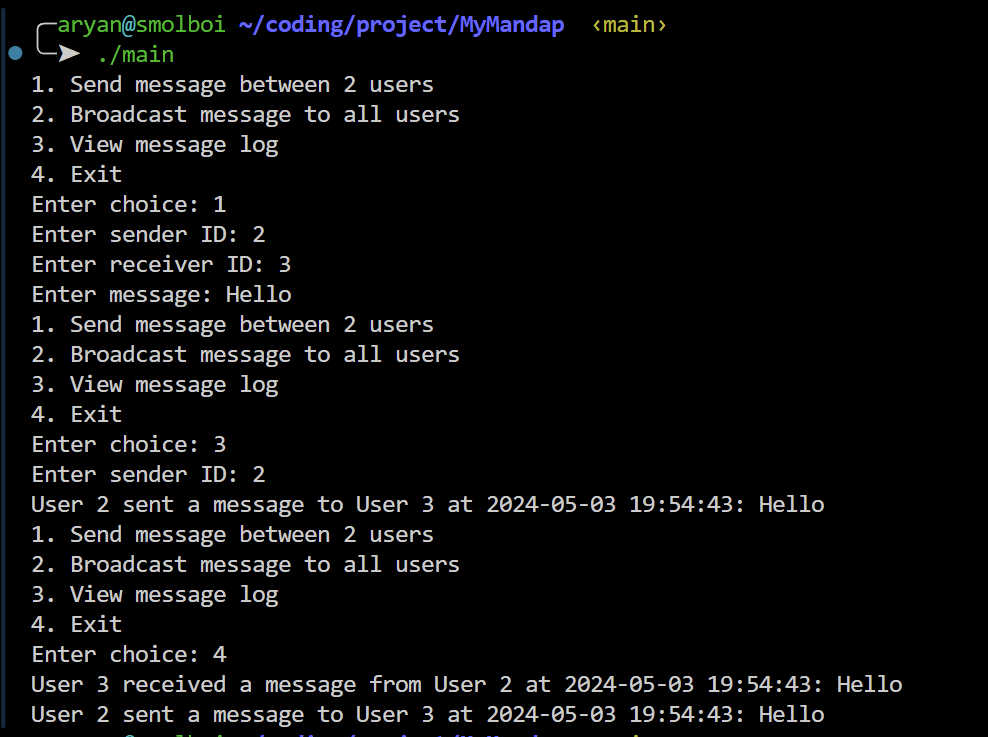 aryan@smolboi ~/coding/project/MyMandap ‹main›
./main
1. Send message between 2 users
2. Broadcast message to all users
3. View message log
4. Exit
Enter choice: 1
Enter sender ID: 2
Enter receiver ID: 3
Enter message: Hello
1. Send message between 2 users
2. Broadcast message to all users
3. View message log
4. Exit
Enter choice: 3
Enter sender ID: 2
User 2 sent a message to User 3 at 2024-05-03 19:54:43: Hello
1. Send message between 2 users
2. Broadcast message to all users
3. View message log
4. Exit
Enter choice: 4
User 3 received a message from User 2 at 2024-05-03 19:54:43: Hello
User 2 sent a message to User 3 at 2024-05-03 19:54:43: Hello